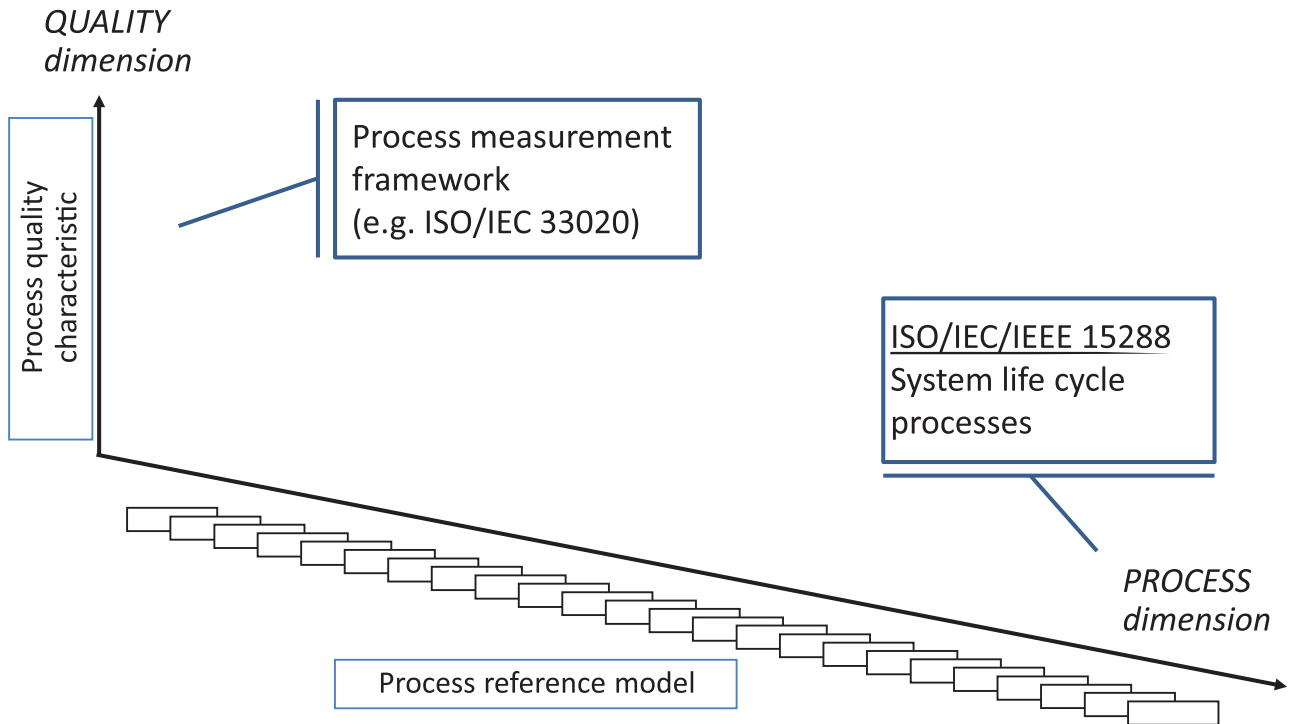 QUALITY
dimension
Process quality
characteristic
Process measurement
framework
(e.g. ISO/IEC 33020)
ISO/IEC/IEEE 15288
System life cycle
processes
PROCESS
dimension
Process reference model